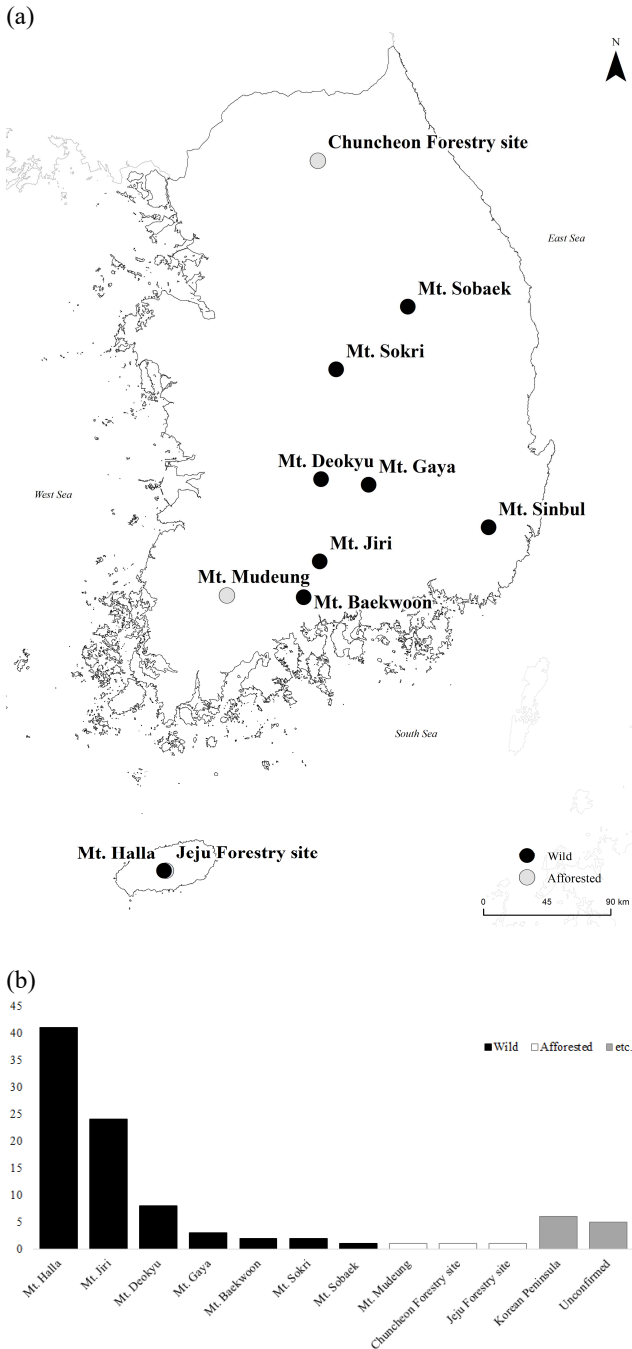 (a)
N
Chuncheon Forestry site
East Sea
Mt. Sobaek
Mt. Sokri
Mt. Deokyu
Mt. Gaya
West Sea
Mt. Sinbul
Mt. Jiri
Mt. Mudeung
Mt. Baekwoon
South Sea
Mt. Halla
Jeju Forestry site
Wild
Afforested
0 45 90 km
(b)
45
40
35
30
25
20
15
10
5
0
Wild Afforested etc.
Mt. Halla
Mt. Jiri
Mt. Deokyu
Mt. Gaya
Mt. Baekwoon
Mt. Sokri
Mt. Sobaek
Mt. Mudeung
Chuncheon Forestry site
Jeju Forestry site
Korean Peninsula
Unconfirmed